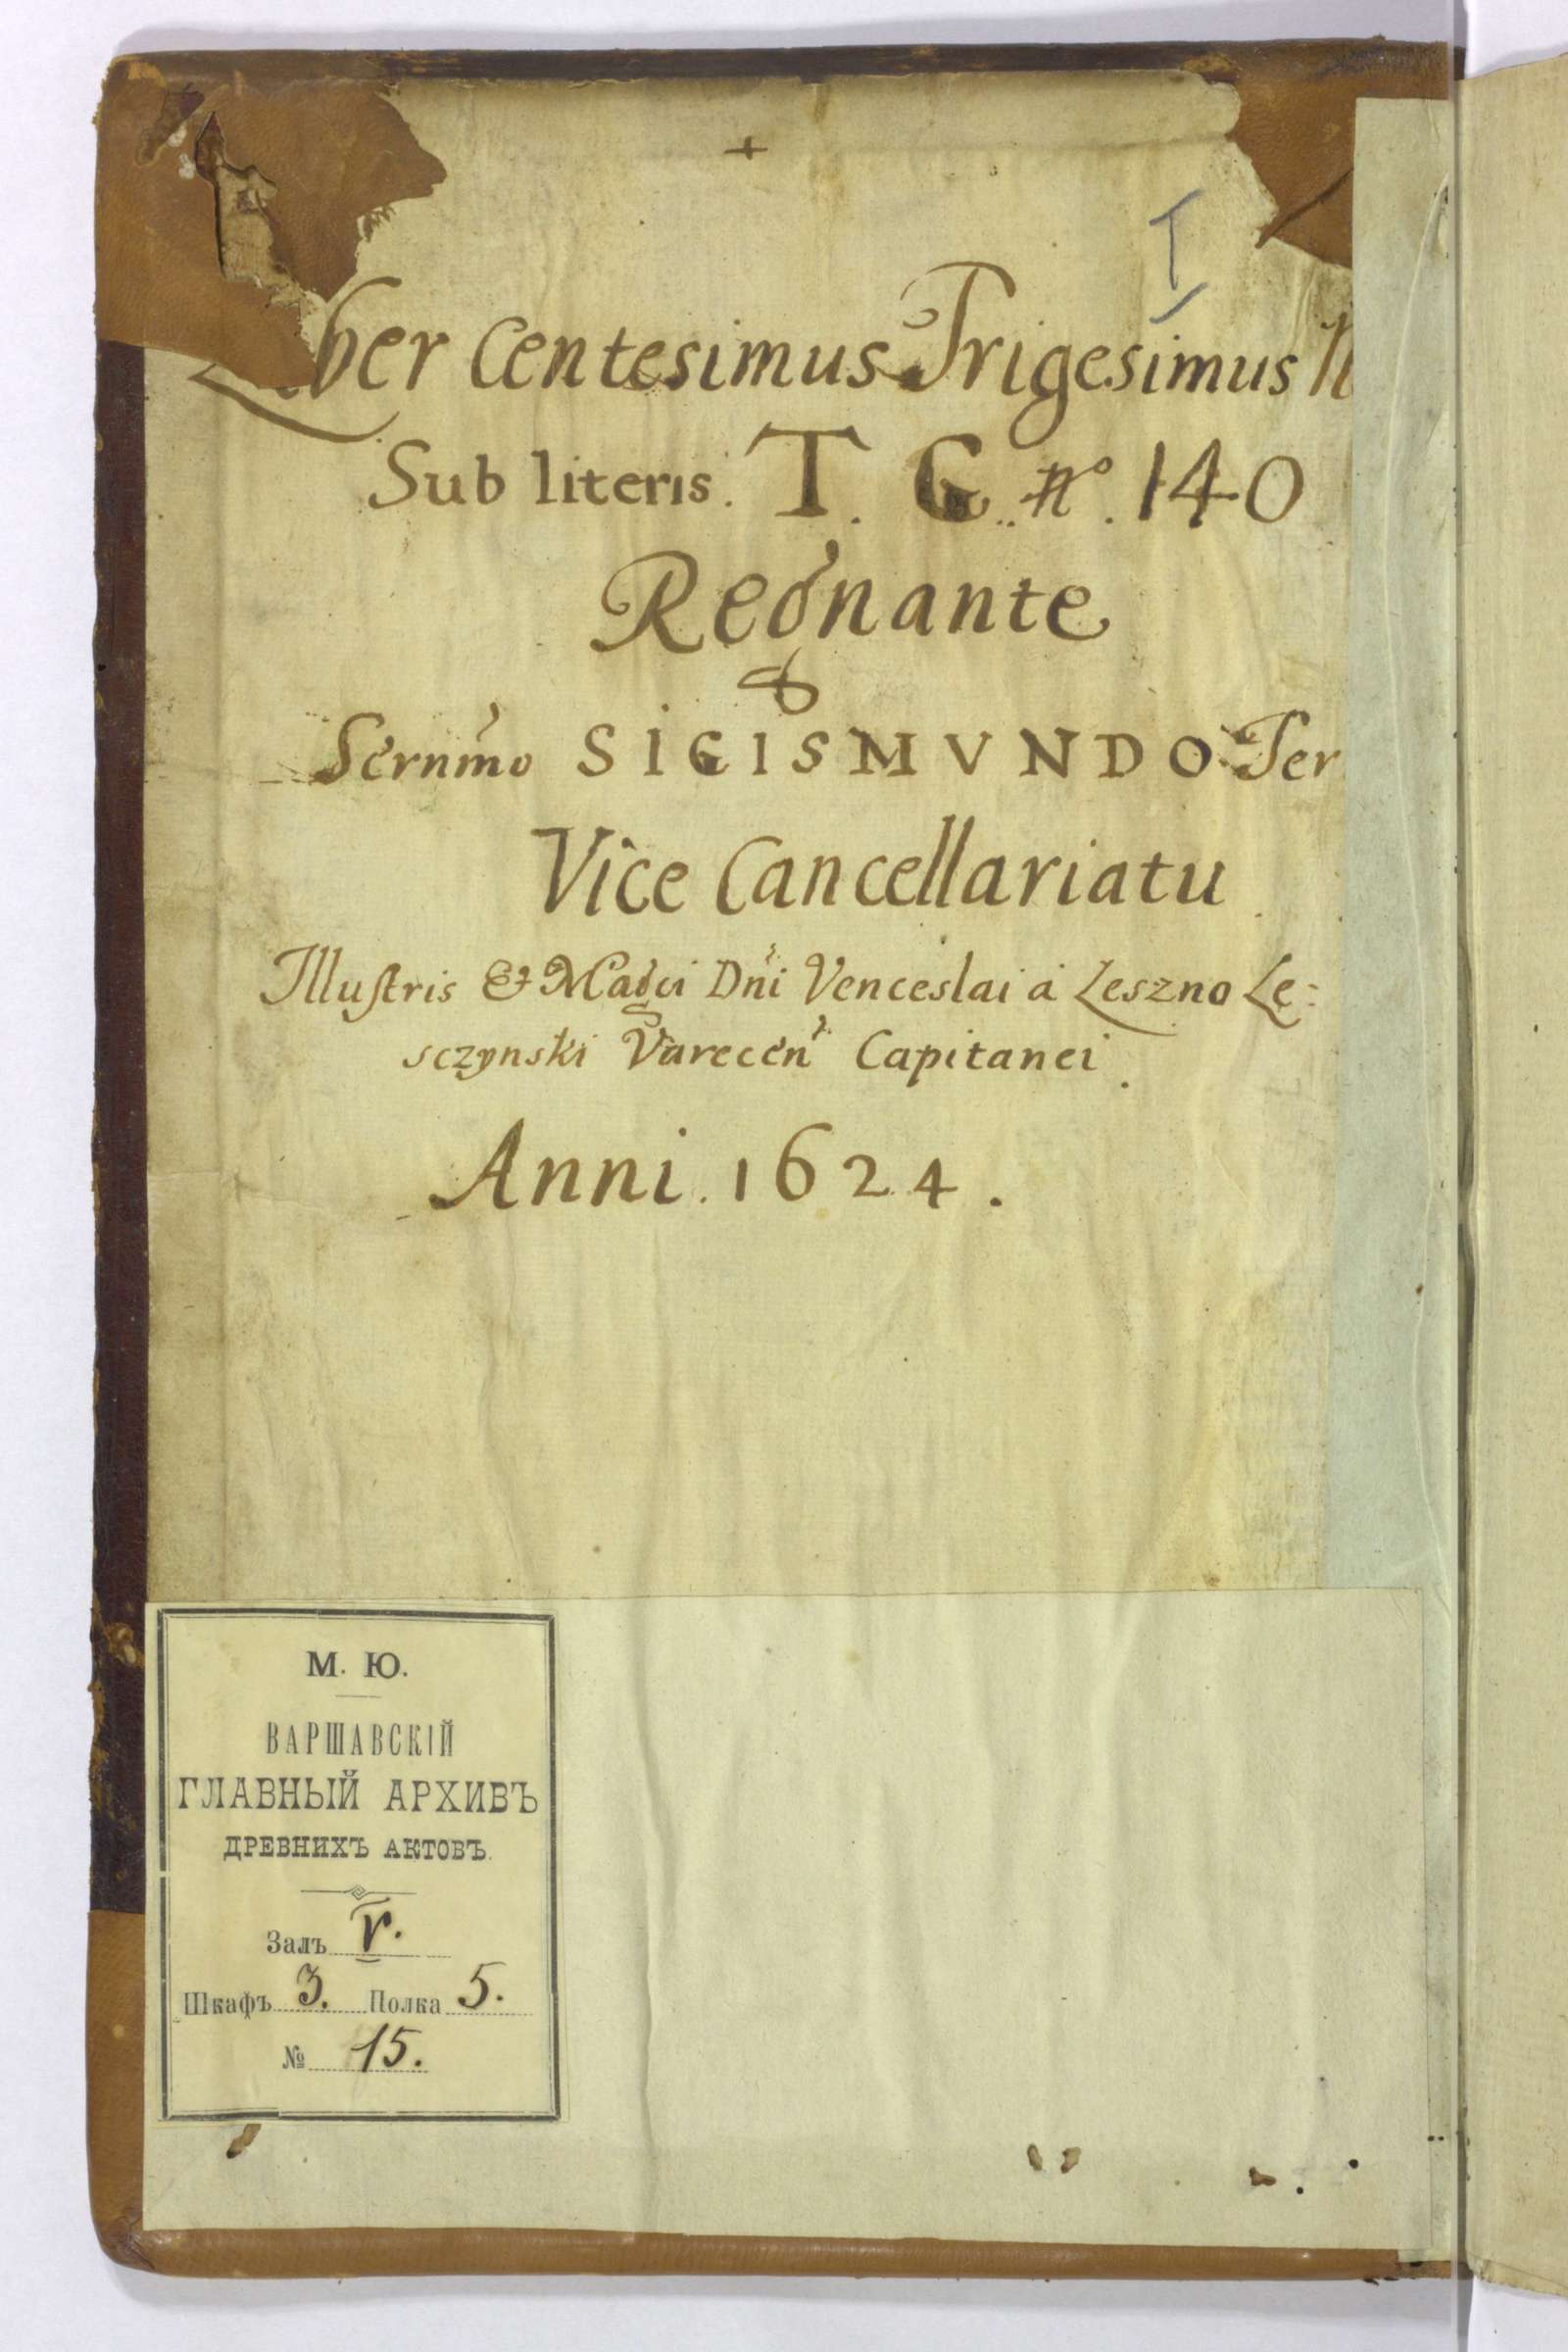 I
Liber Centesimus Trigesimus
Sub literis. T. G. nº. 140
Regnante
Sernmo SIGISMVNDO Ter
Vice Cancellariatu
Illustris & Magci Dni Venceslai à Leszno Le:
sczynski Varecen Capitanei.
Anni. 1624.
М. Ю.
ВАРШАВСКІЙ
ГЛАВНЫЙ АРХИВЪ
ДРЕВНИХЪ АКТОВЪ.
Залъ V.
Шкафъ 3. Полка 5.
№ 15.